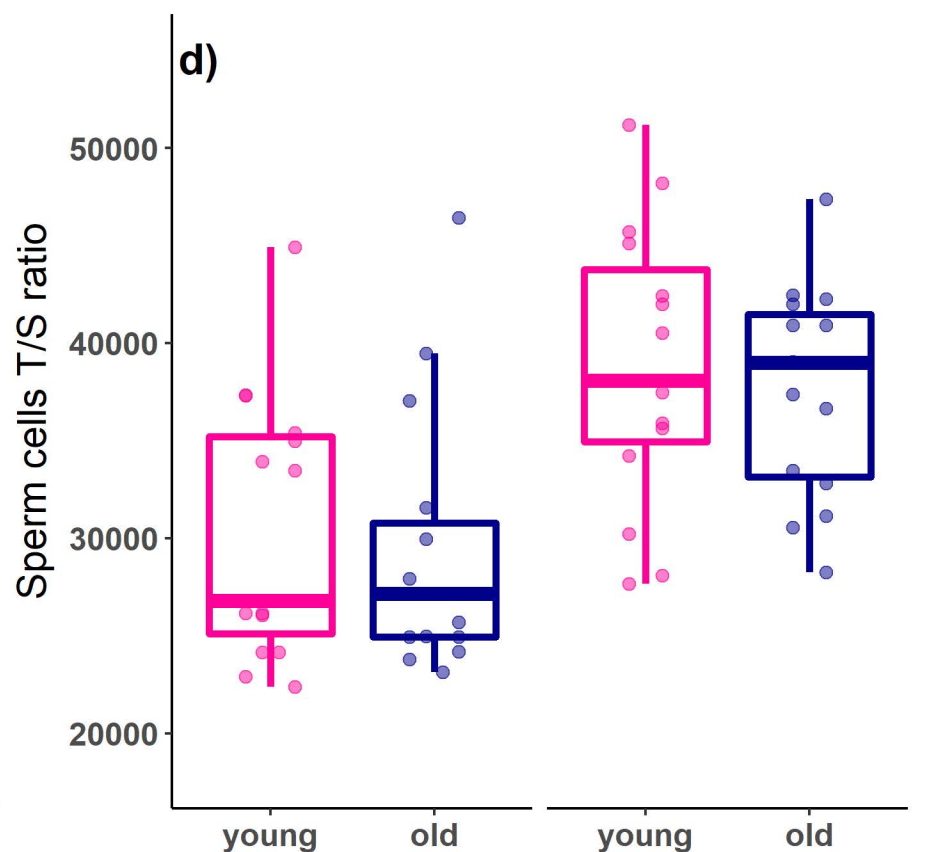 d)
Sperm cells T/S ratio
50000
40000
30000
20000
young
old
young
old